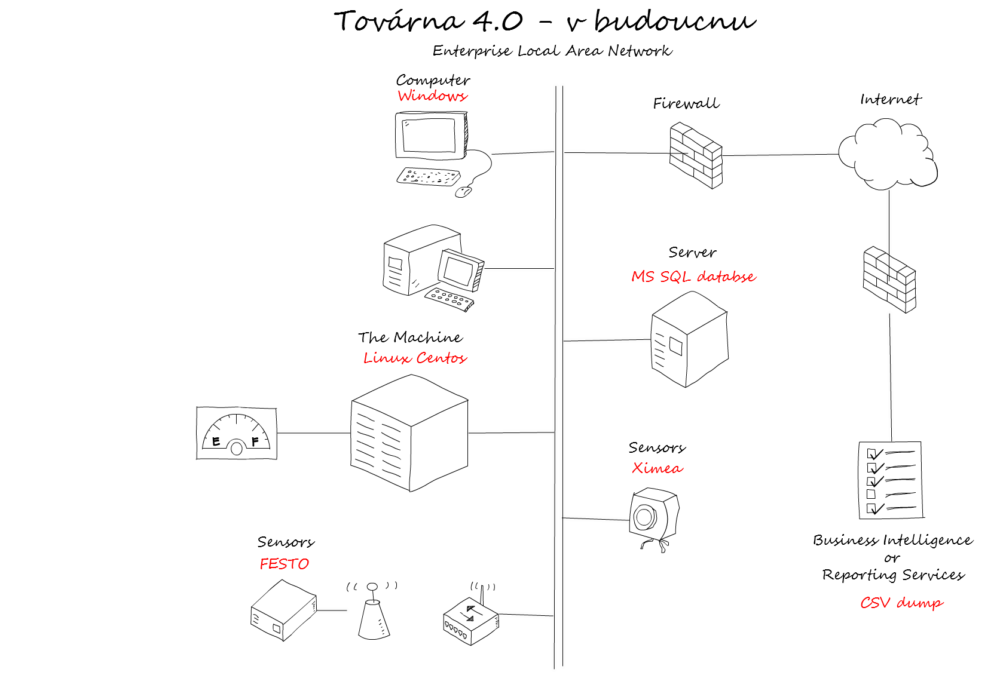 Továrna 4.0 - v budoucnu
Enterprise Local Area Network
Computer
Windows
Firewall
Internet
Server
MS SQL databse
The Machine
Linux Centos
E F
Sensors
Ximea
Sensors
FESTO
Business Intelligence
or
Reporting Services
CSV dump